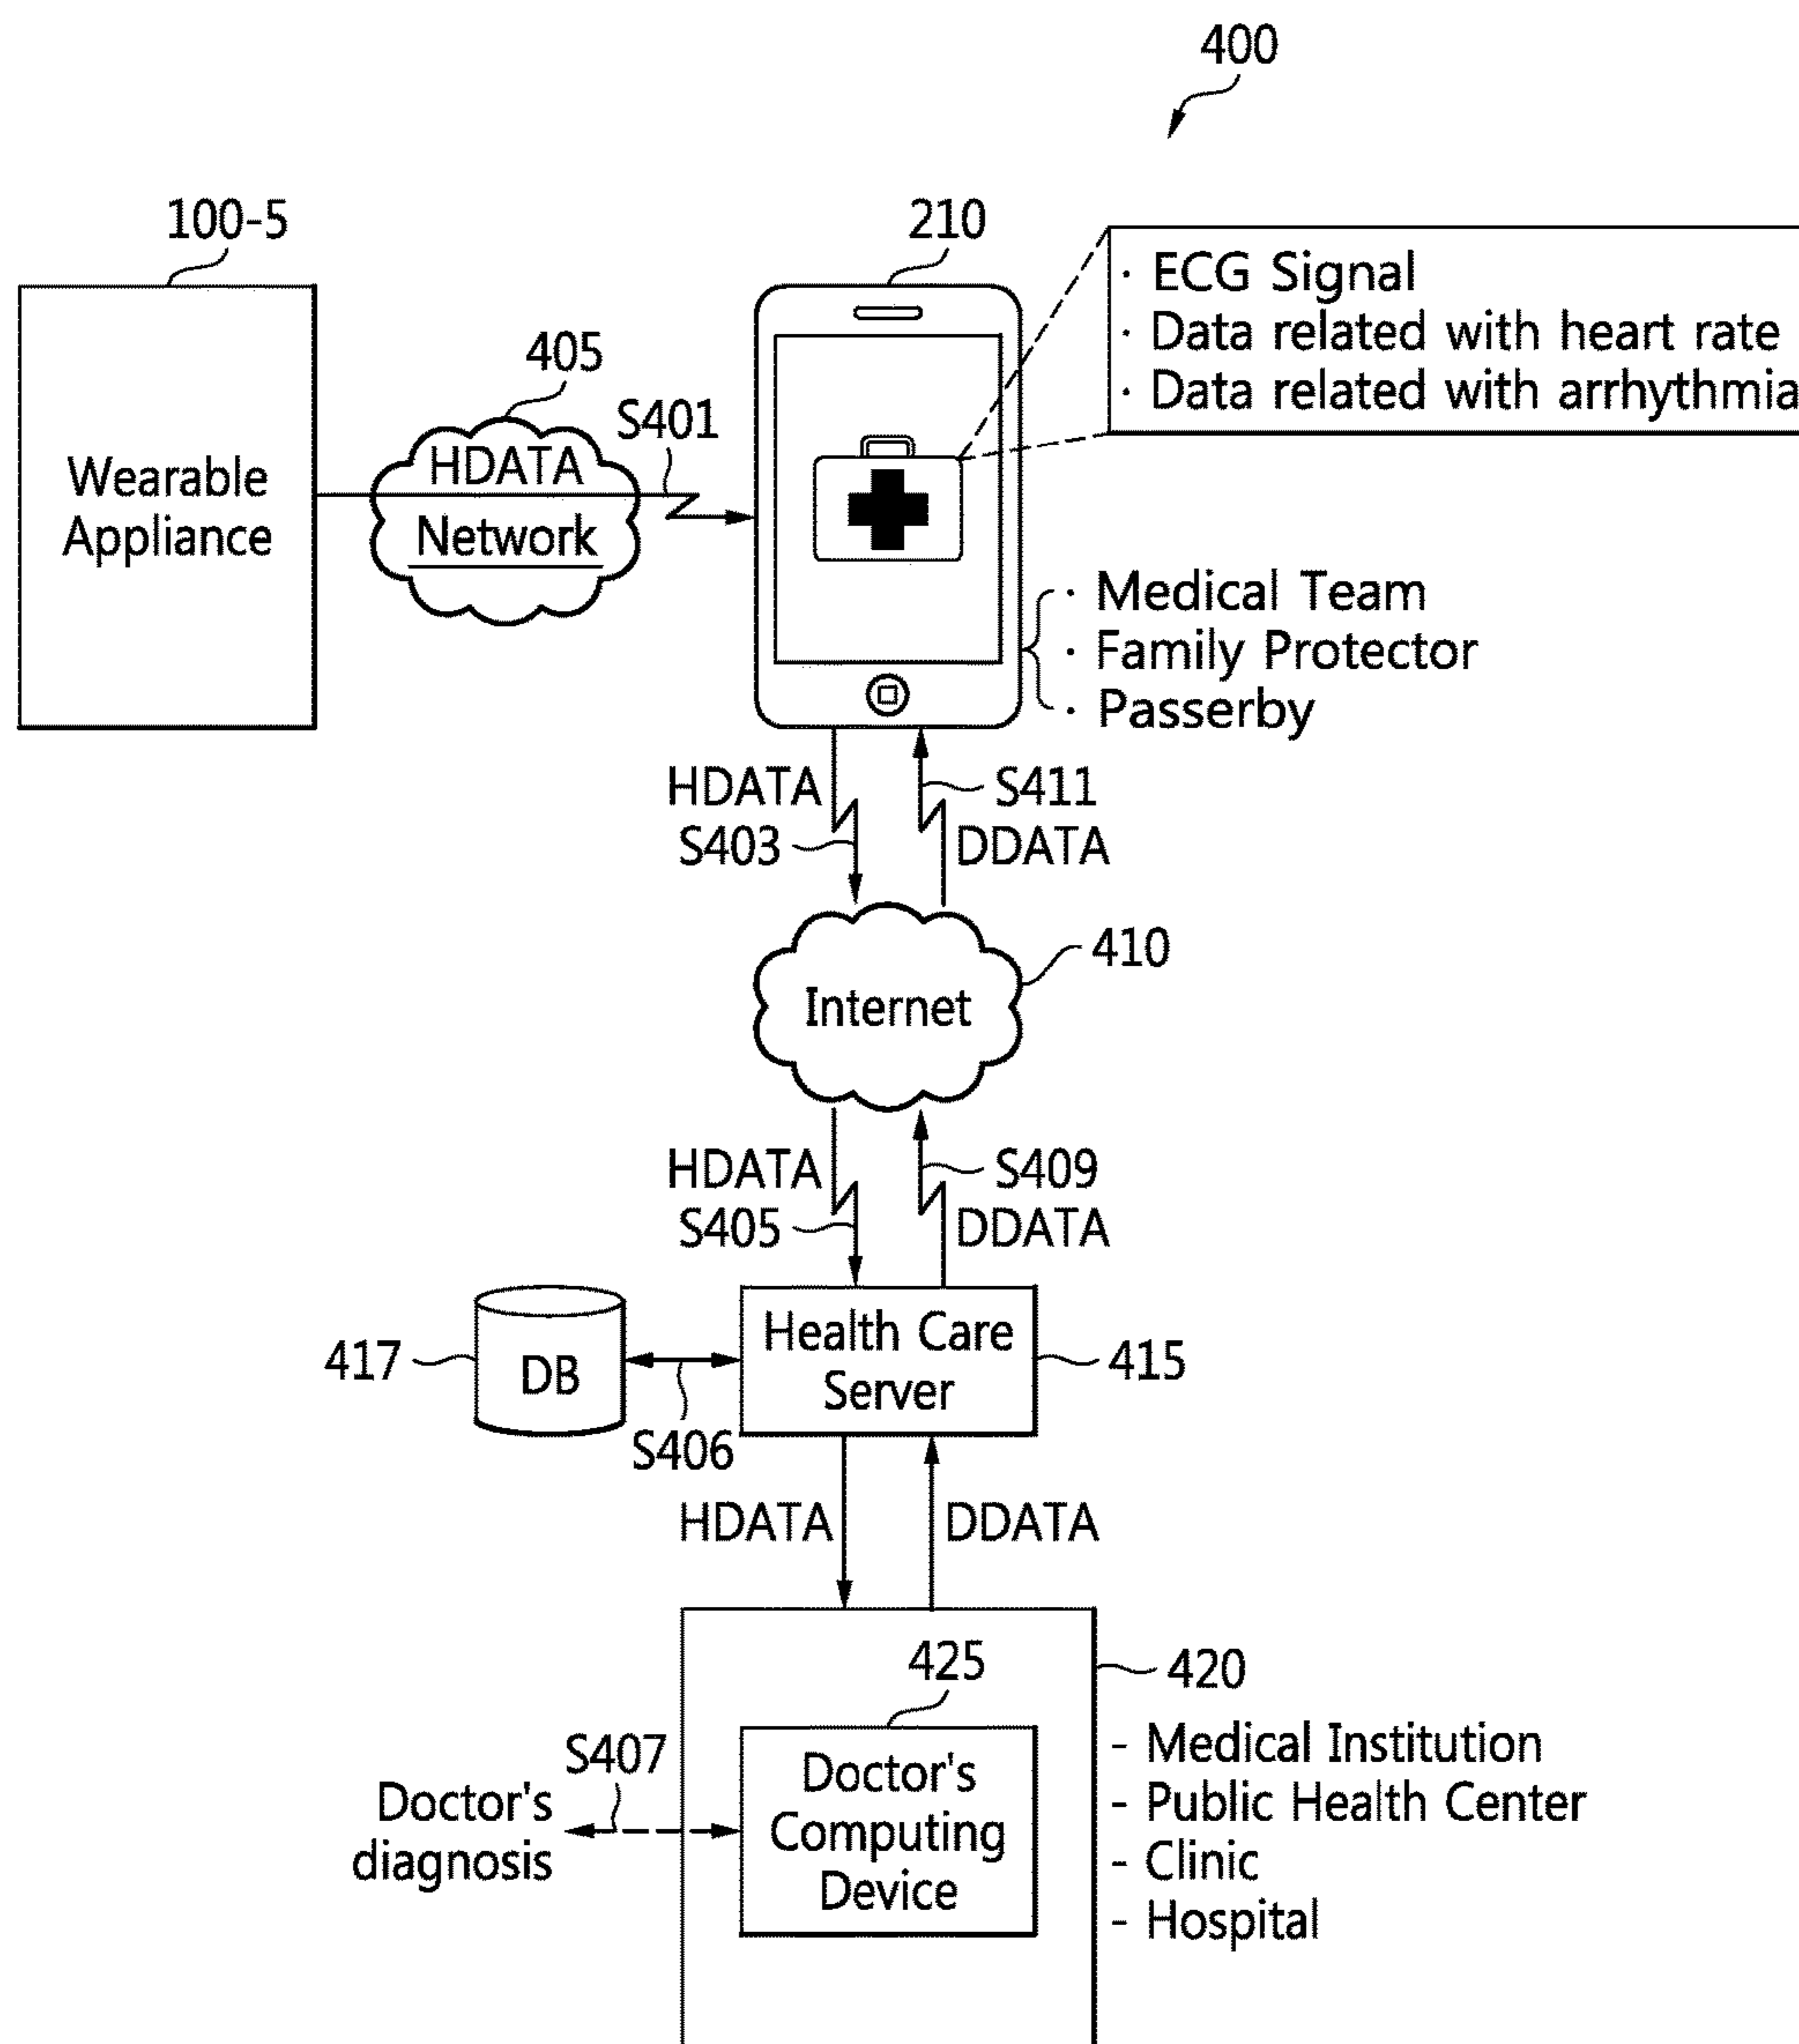 400
100-5
210
· ECG Signal
· Data related with heart rate
· Data related with arrhythmia
405
S401
HDATA
Network
Wearable
Appliance
· Medical Team
· Family Protector
· Passerby
HDATA
S403
S411
DDATA
410
Internet
HDATA
S405
S409
DDATA
417
DB
S406
Health Care
Server
415
HDATA
DDATA
425
420
S407
Doctor's
diagnosis
Doctor's
Computing
Device
- Medical Institution
- Public Health Center
- Clinic
- Hospital